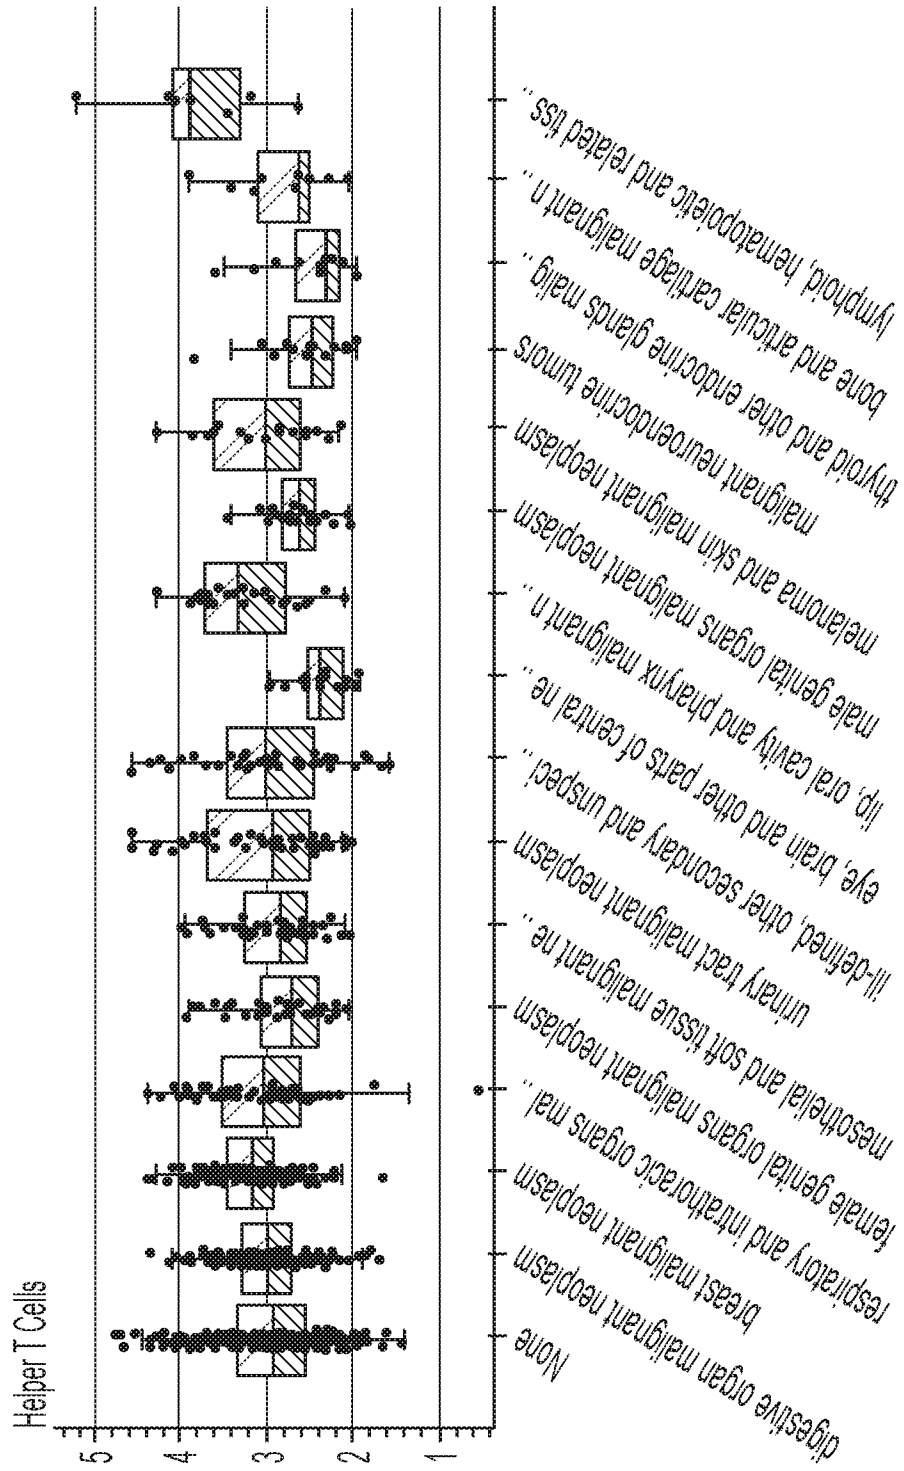 Helper T Cells
5
4
3
2
1
None
digestive organ malignant neoplasm
breast malignant neoplasm
respiratory and intrathoracic organs mal..
female genital organs malignant neoplasm
mesothelial and soft tissue malignant ne..
urinary tract malignant neoplasm
ill-defined, other secondary and unspeci..
eye, brain and other parts of central ne..
lip, oral cavity and pharynx malignant n..
male genital organs malignant neoplasm
melanoma and skin malignant neoplasm
malignant neuroendocrine tumors
thyroid and other endocrine glands malig..
bone and articular cartilage malignant n..
lymphoid, hematopoietic and related tiss..